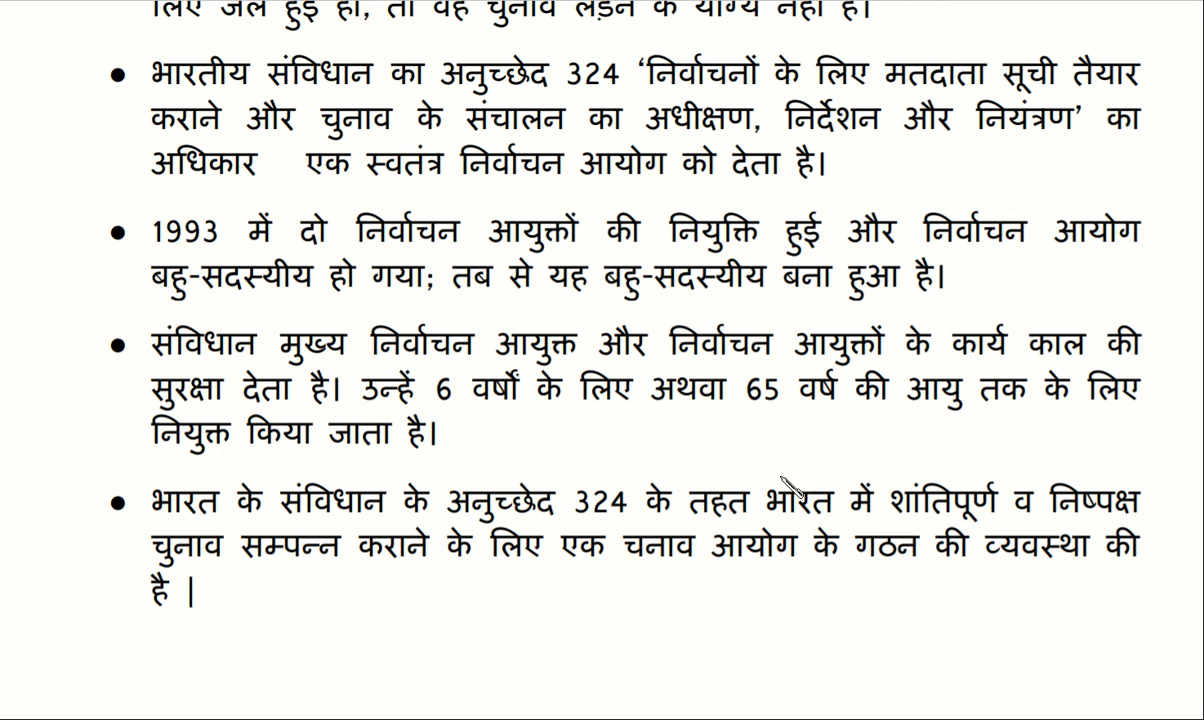 लिए जेल हुई हो, तो वह चुनाव लड़ने के योग्य नहीं है।
● भारतीय संविधान का अनुच्छेद 324 ‘निर्वाचनों के लिए मतदाता सूची तैयार
कराने और चुनाव के संचालन का अधीक्षण, निर्देशन और नियंत्रण’ का
अधिकार एक स्वतंत्र निर्वाचन आयोग को देता है।
● 1993 में दो निर्वाचन आयुक्तों की नियुक्ति हुई और निर्वाचन आयोग
बहु-सदस्यीय हो गया; तब से यह बहु-सदस्यीय बना हुआ है।
● संविधान मुख्य निर्वाचन आयुक्त और निर्वाचन आयुक्तों के कार्य काल की
सुरक्षा देता है। उन्हें 6 वर्षों के लिए अथवा 65 वर्ष की आयु तक के लिए
नियुक्त किया जाता है।
● भारत के संविधान के अनुच्छेद 324 के तहत भारत में शांतिपूर्ण व निष्पक्ष
चुनाव सम्पन्न कराने के लिए एक चनाव आयोग के गठन की व्यवस्था की
है |